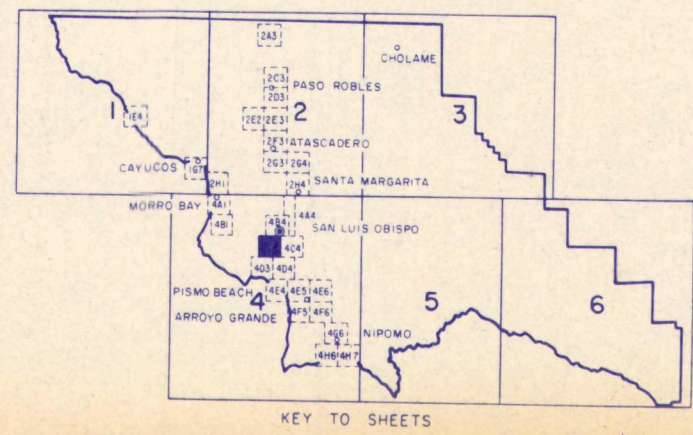 2A3
CHOLAME
2C3
PASO ROBLES
2D3
1
1E4
2E2 2E3
2
3
2F3
ATASCADERO
CAYUCOS
1G7
2G3 2G4
2H1
2H4
SANTA MARGARITA
MORRO BAY
4A1
4A4
4B1
4B4
SAN LUIS OBISPO
4C4
4D3 4D4
PISMO BEACH
4
4E4 4E5 4E6
5
6
ARROYO GRANDE
4F5 4F6
4G6
NIPOMO
4H6 4H7
KEY TO SHEETS